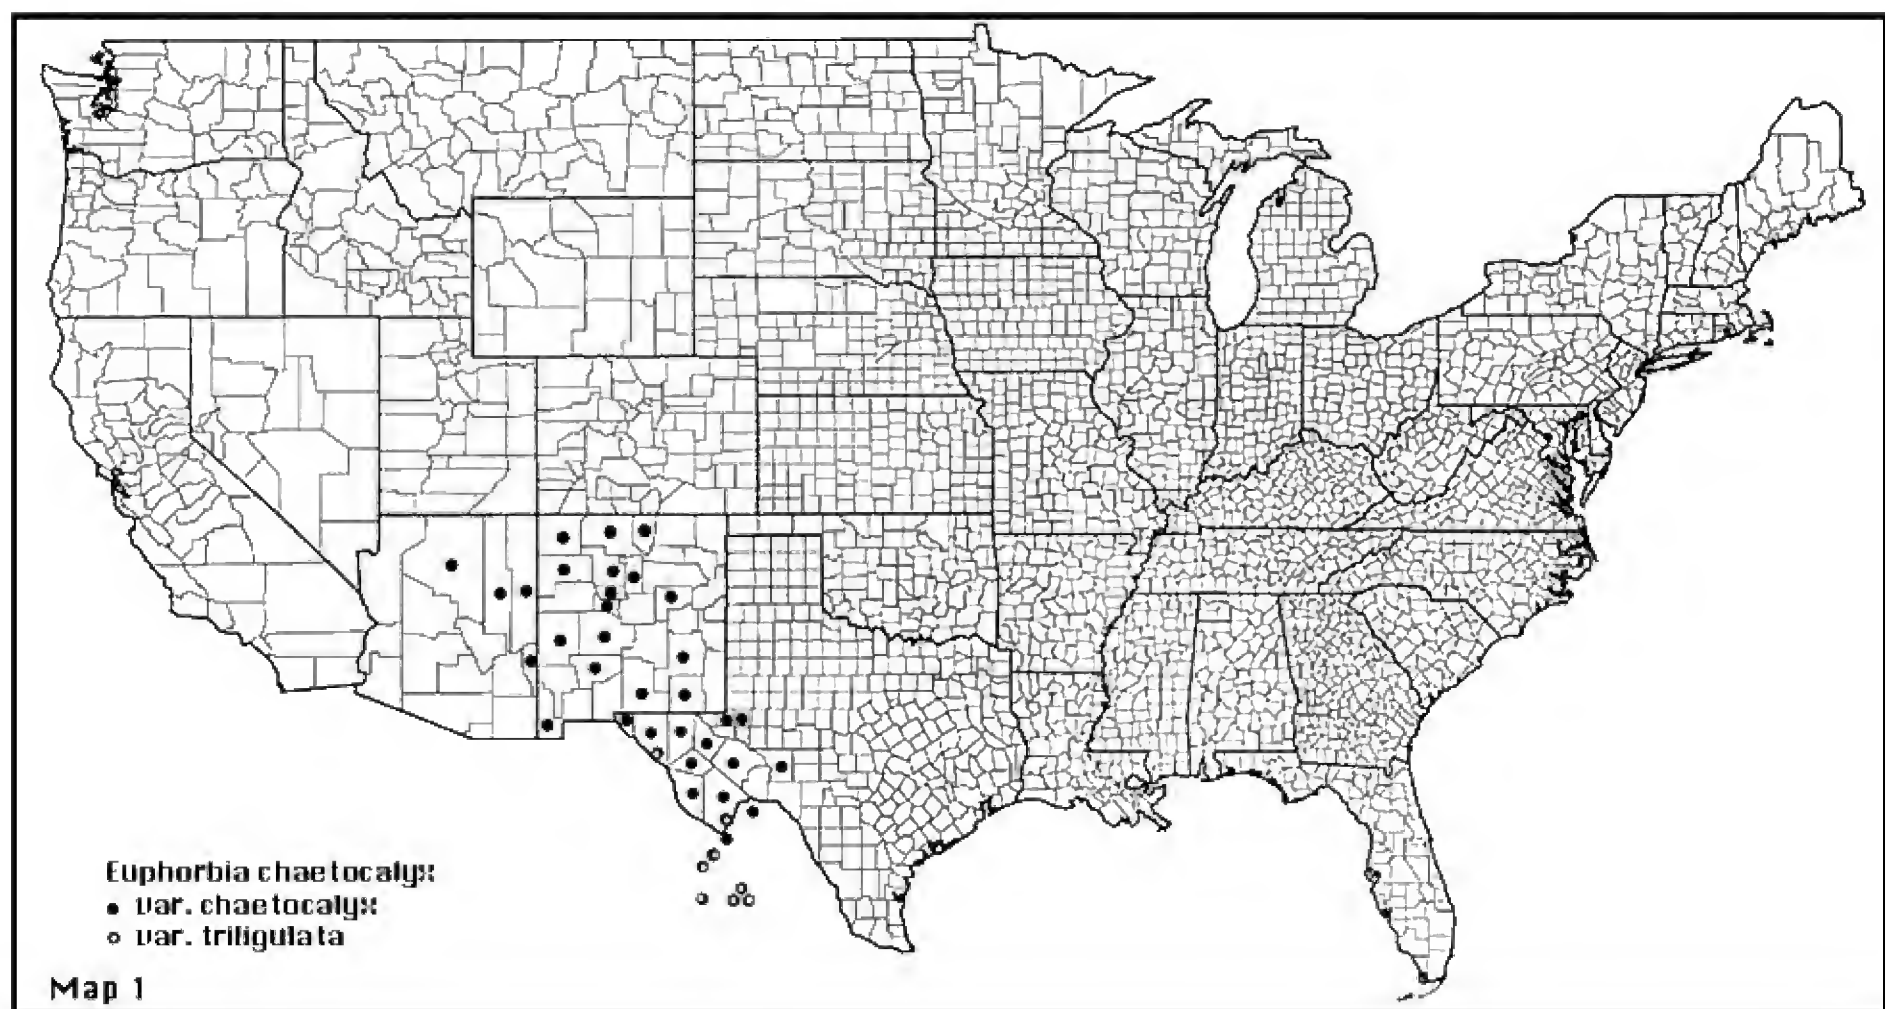 Euphorbia chaetocalyx
var. chaetocalyx
var. triligulata
Map 1